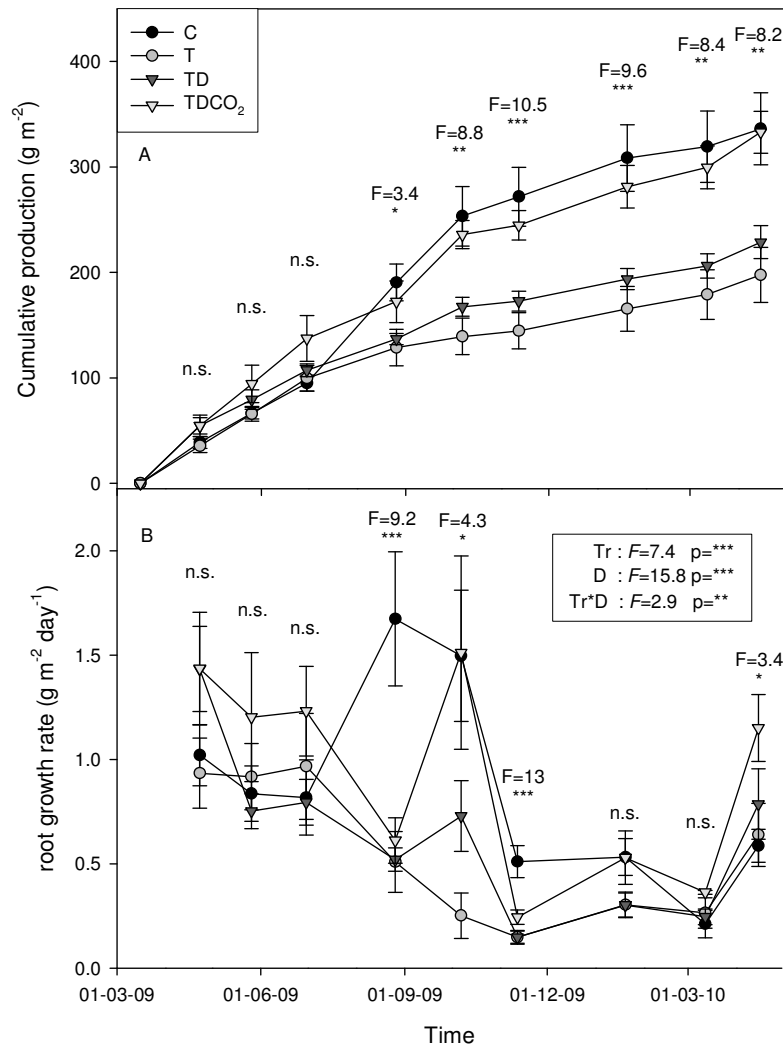 C
T
TD
TDCO₂
Cumulative production (g m⁻²)
400
300
200
100
0
A
n.s.
n.s.
n.s.
F=3.4
*
F=8.8
**
F=10.5
***
F=9.6
***
F=8.4
**
F=8.2
**
root growth rate (g m⁻² day⁻¹)
2.0
1.5
1.0
0.5
0.0
B
n.s.
n.s.
n.s.
F=9.2
***
F=4.3
*
F=13
***
n.s.
n.s.
F=3.4
*
Tr : F=7.4 p=***
D : F=15.8 p=***
Tr*D : F=2.9 p=**
01-03-09 01-06-09 01-09-09 01-12-09 01-03-10
Time